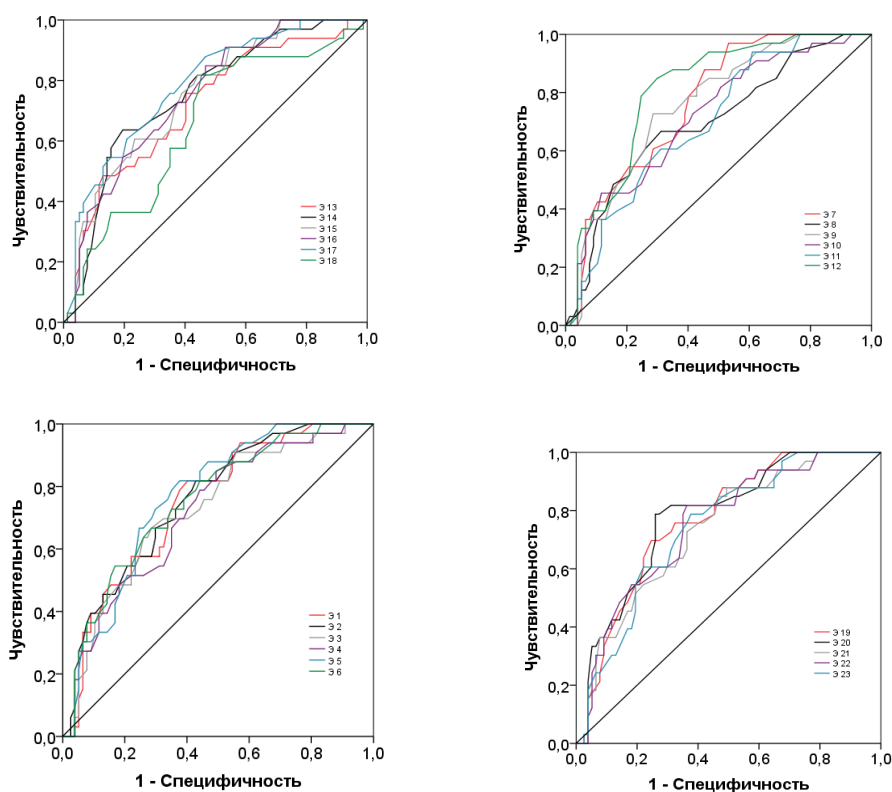 Чувствительность
1,0
0,8
0,6
0,4
0,2
0,0
0,0 0,2 0,4 0,6 0,8 1,0
1 - Специфичность
Э 13
Э 14
Э 15
Э 16
Э 17
Э 18
Чувствительность
1,0
0,8
0,6
0,4
0,2
0,0
0,0 0,2 0,4 0,6 0,8 1,0
1 - Специфичность
Э 7
Э 8
Э 9
Э 10
Э 11
Э 12
Чувствительность
1,0
0,8
0,6
0,4
0,2
0,0
0,0 0,2 0,4 0,6 0,8 1,0
1 - Специфичность
Э 1
Э 2
Э 3
Э 4
Э 5
Э 6
Чувствительность
1,0
0,8
0,6
0,4
0,2
0,0
0,0 0,2 0,4 0,6 0,8 1,0
1 - Специфичность
Э 19
Э 20
Э 21
Э 22
Э 23